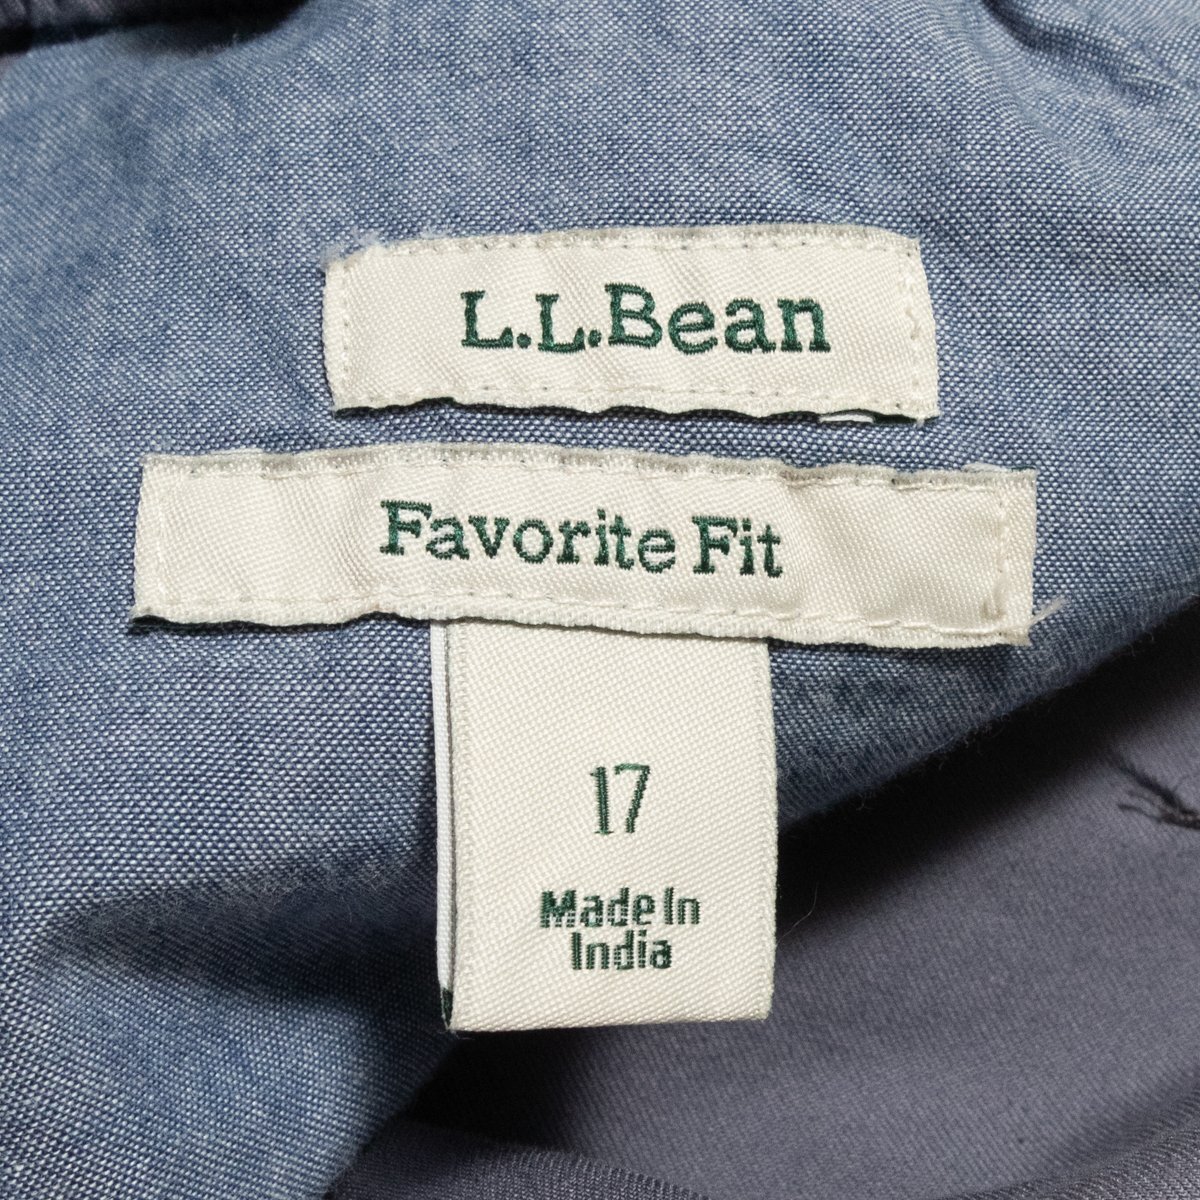 L.L.Bean
Favorite Fit
17
Made In
India